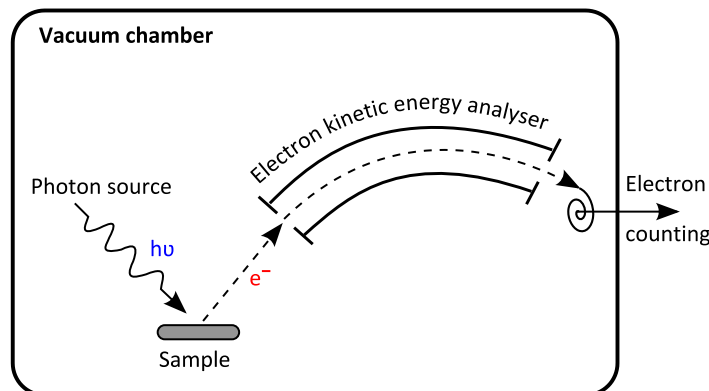 Vacuum chamber
Electron kinetic energy analyser
Photon source
hυ
e⁻
Sample
Electron
counting